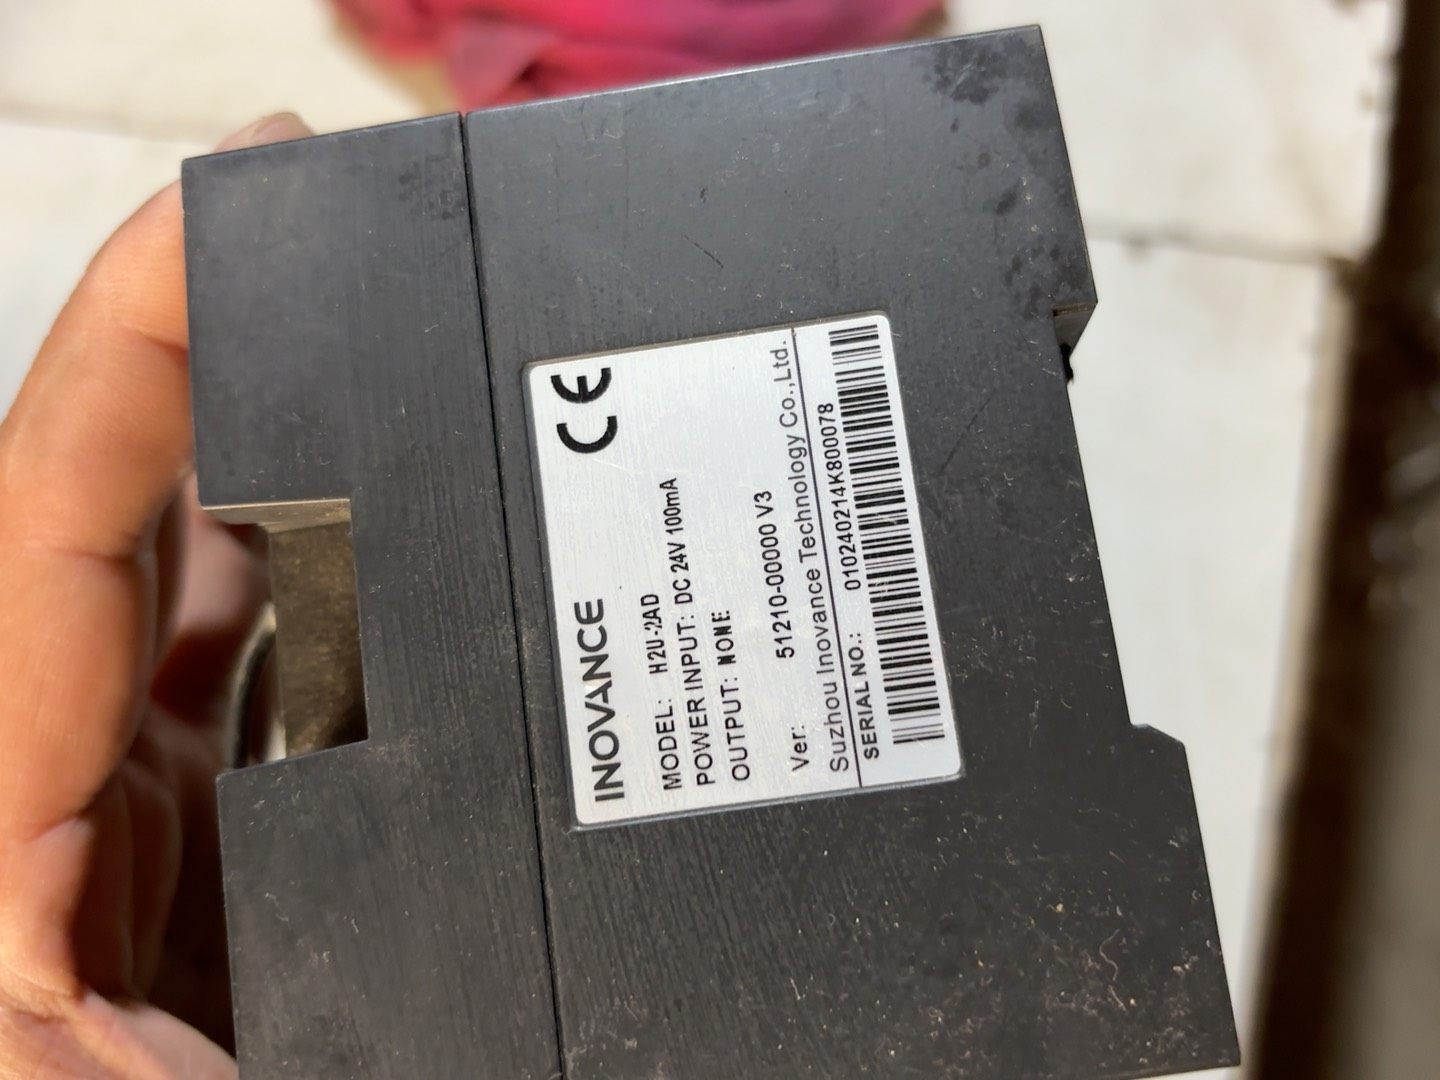 INOVANCE
CE
MODEL: H2U-2AD
POWER INPUT: DC 24V 100mA
OUTPUT: NONE
Ver: 51210-000000 V3
Suzhou Inovance Technology Co.,Ltd.
SERIAL NO.: 010240214K800078